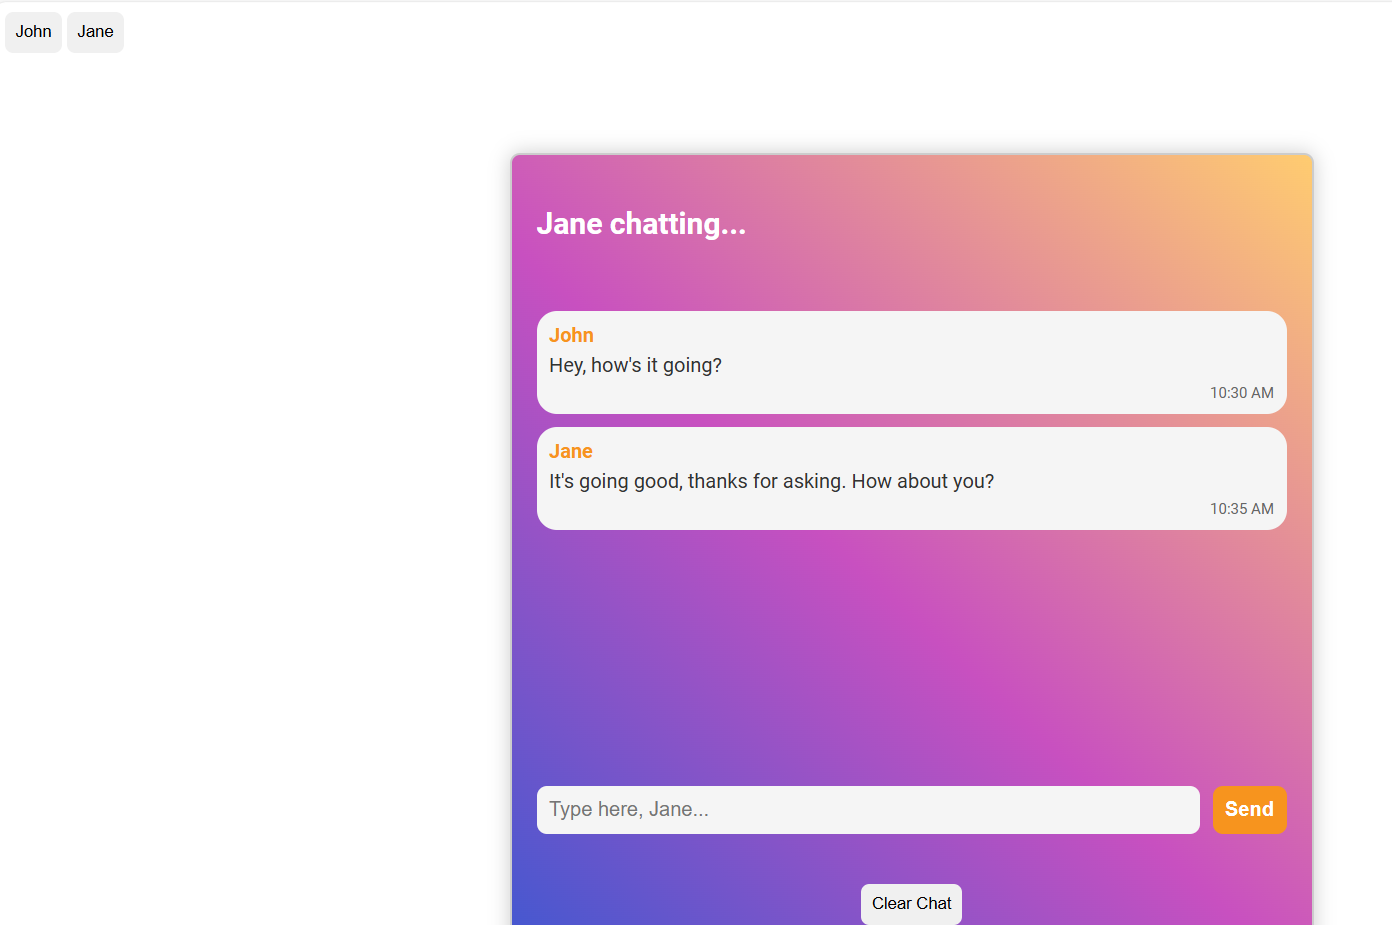 John Jane
Jane chatting...
John
Hey, how's it going?
10:30 AM
Jane
It's going good, thanks for asking. How about you?
10:35 AM
Type here, Jane... Send
Clear Chat